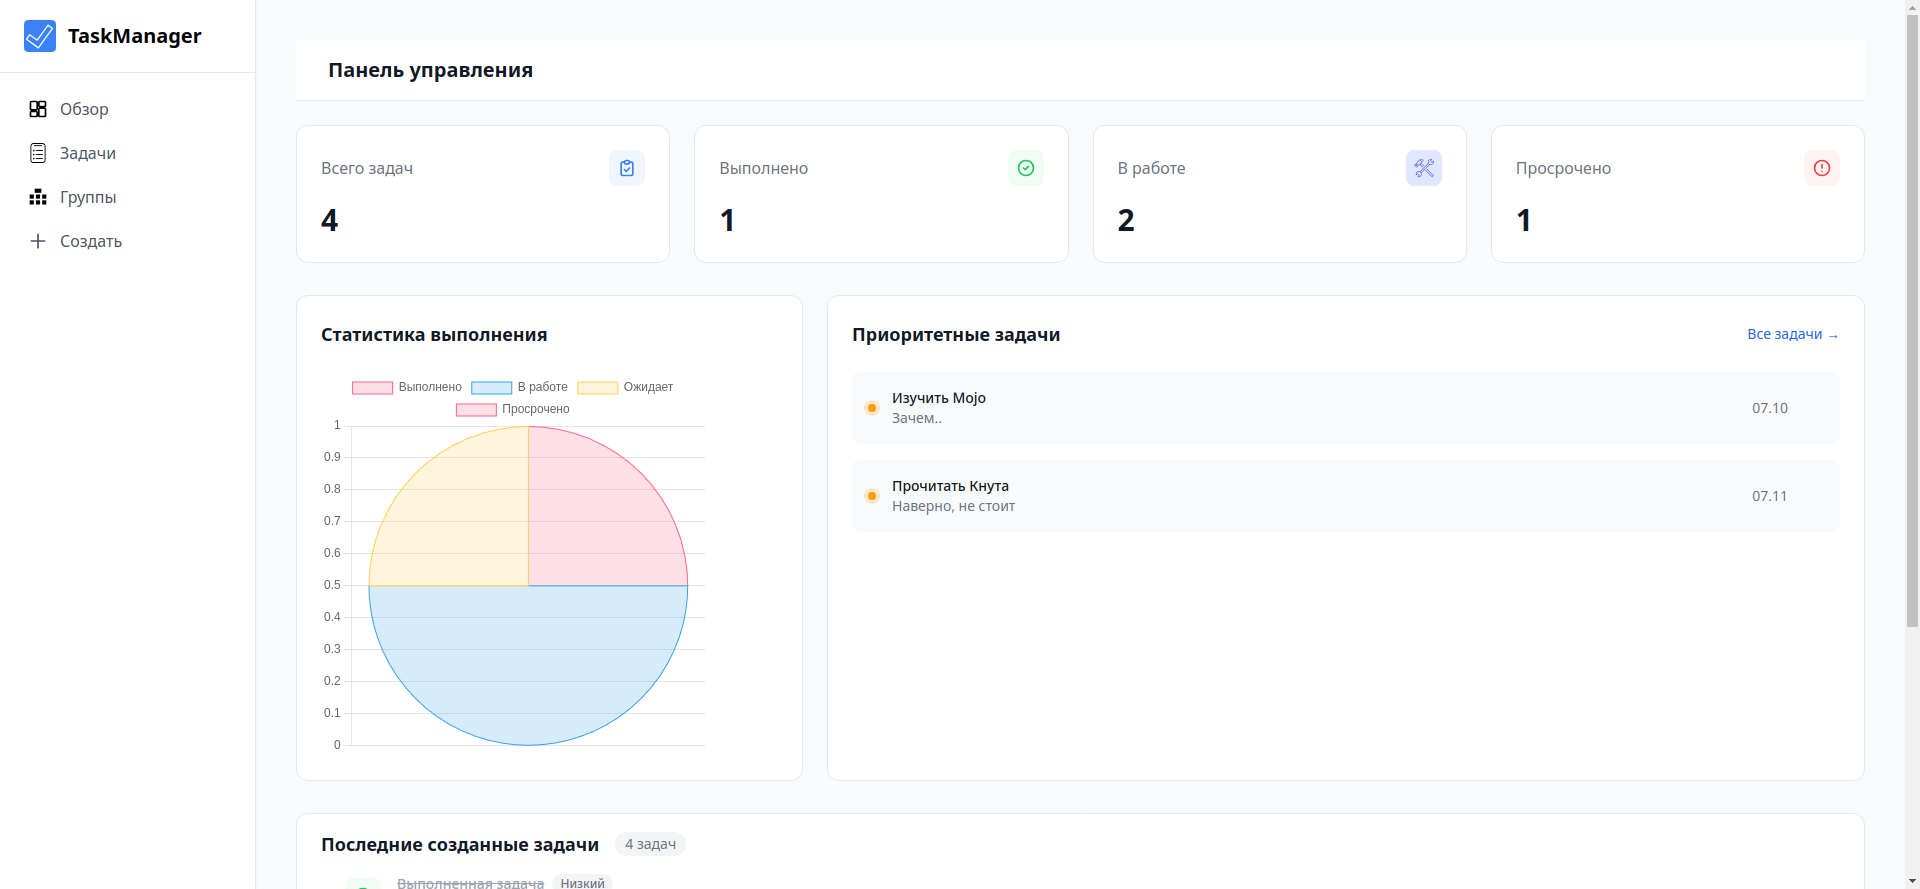 TaskManager
Обзор
Задачи
Группы
Создать
Панель управления
Всего задач
4
Выполнено
1
В работе
2
Просрочено
1
Статистика выполнения
Выполнено В работе Ожидает
Просрочено
1
0.9
0.8
0.7
0.6
0.5
0.4
0.3
0.2
0.1
0
Приоритетные задачи
Все задачи →
Изучить Mojo
Зачем..
07.10
Прочитать Кнута
Наверно, не стоит
07.11
Последние созданные задачи 4 задач
Выполненная задача Низкий